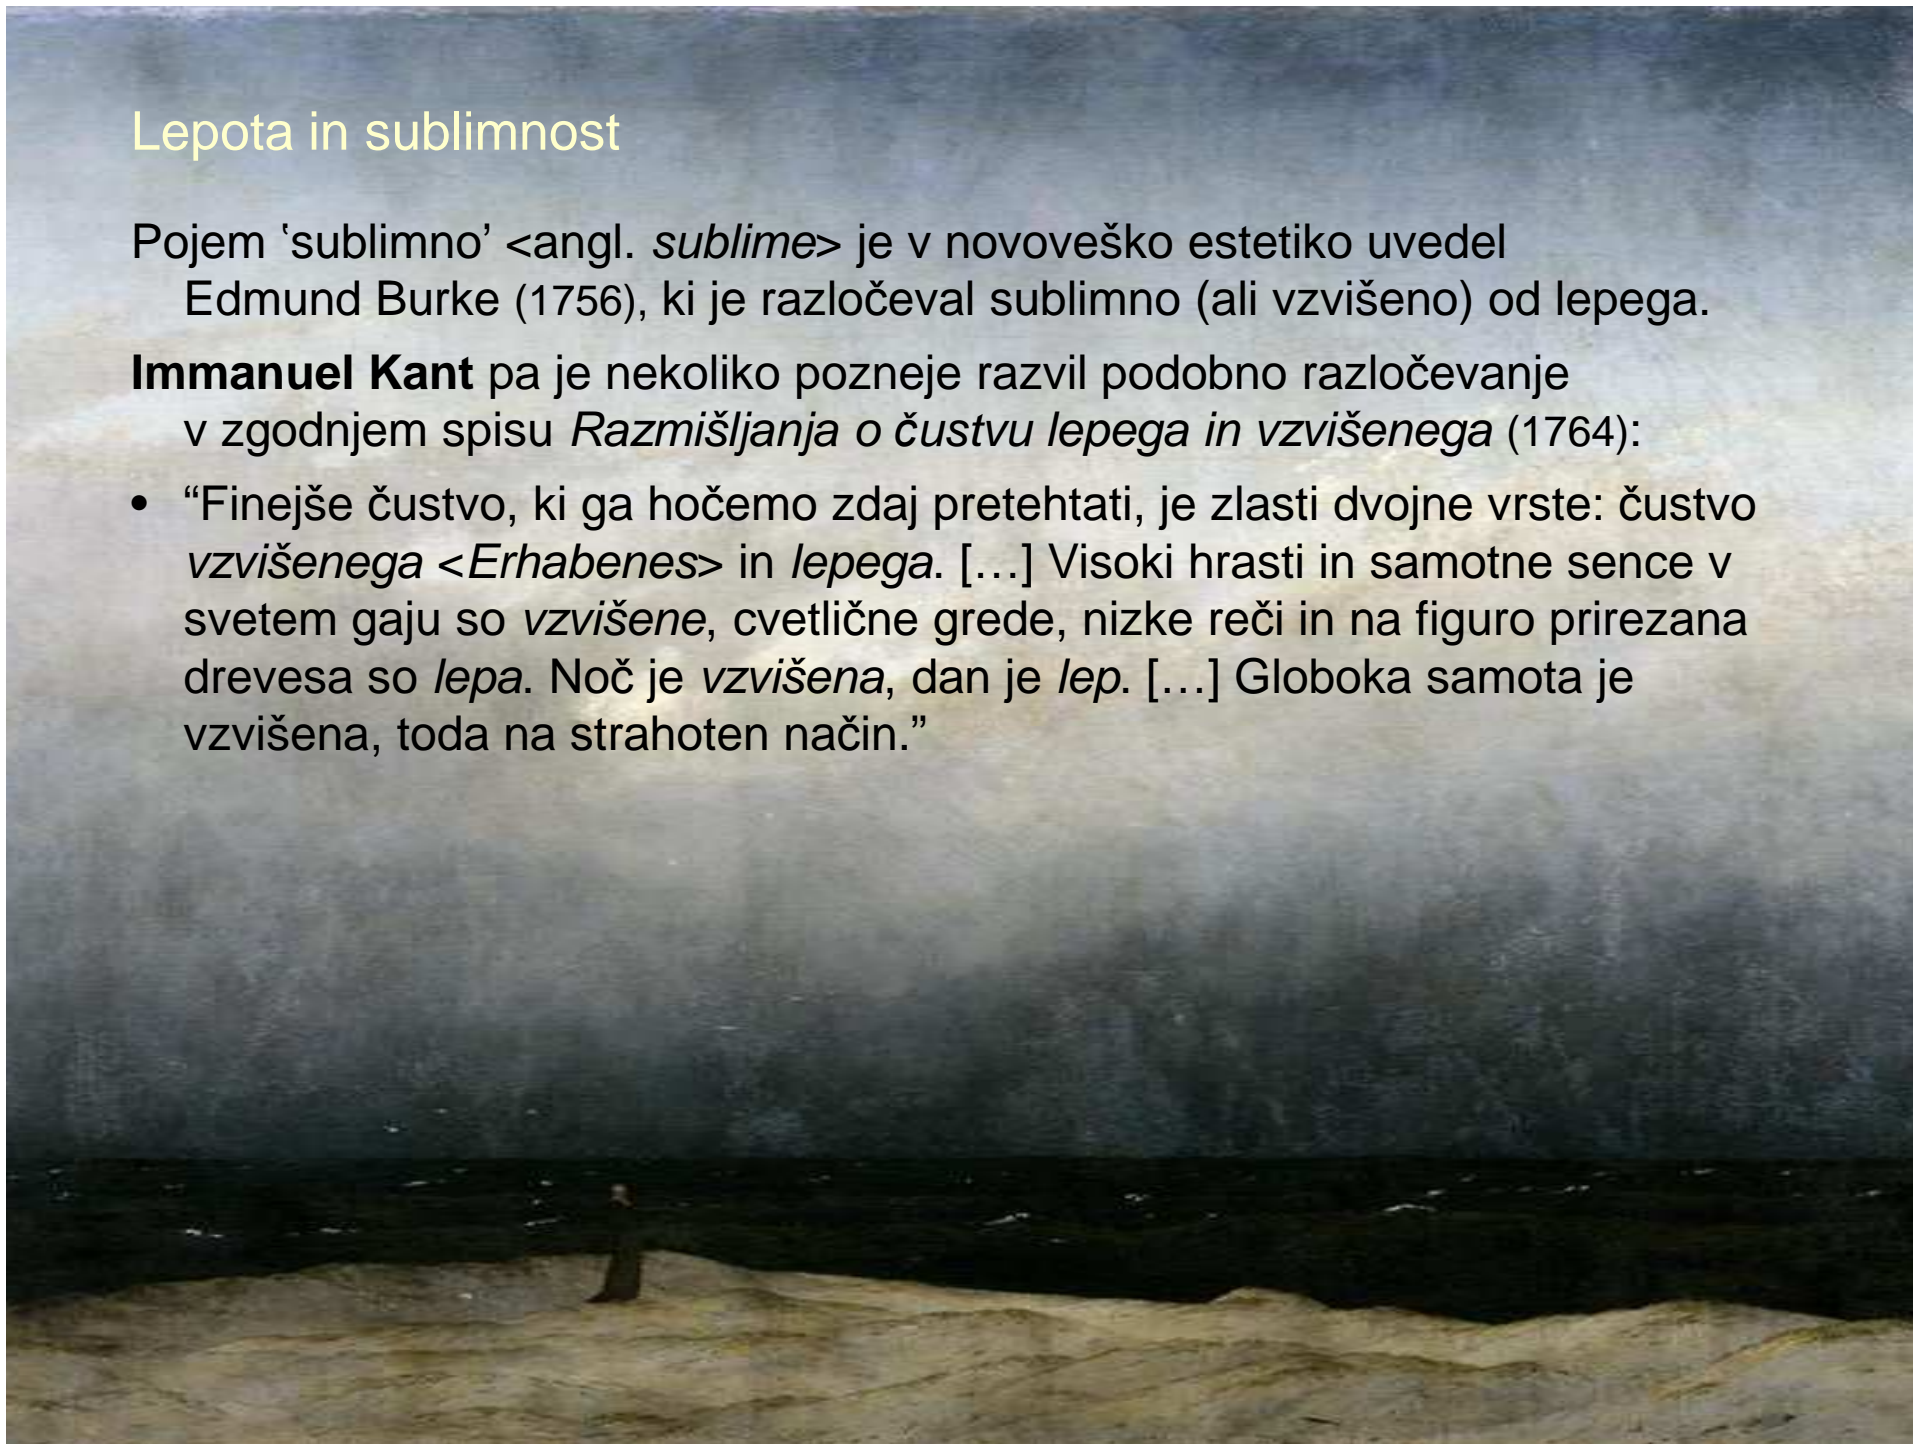 Lepota in sublimnost
Pojem ‛sublimno’ <angl. sublime> je v novoveško estetiko uvedel
Edmund Burke (1756), ki je razločeval sublimno (ali vzvišeno) od lepega.
Immanuel Kant pa je nekoliko pozneje razvil podobno razločevanje
v zgodnjem spisu Razmišljanja o čustvu lepega in vzvišenega (1764):
• “Finejše čustvo, ki ga hočemo zdaj pretehtati, je zlasti dvojne vrste: čustvo
vzvišenega <Erhabenes> in lepega. […] Visoki hrasti in samotne sence v
svetem gaju so vzvišene, cvetlične grede, nizke reči in na figuro prirezana
drevesa so lepa. Noč je vzvišena, dan je lep. […] Globoka samota je
vzvišena, toda na strahoten način.”